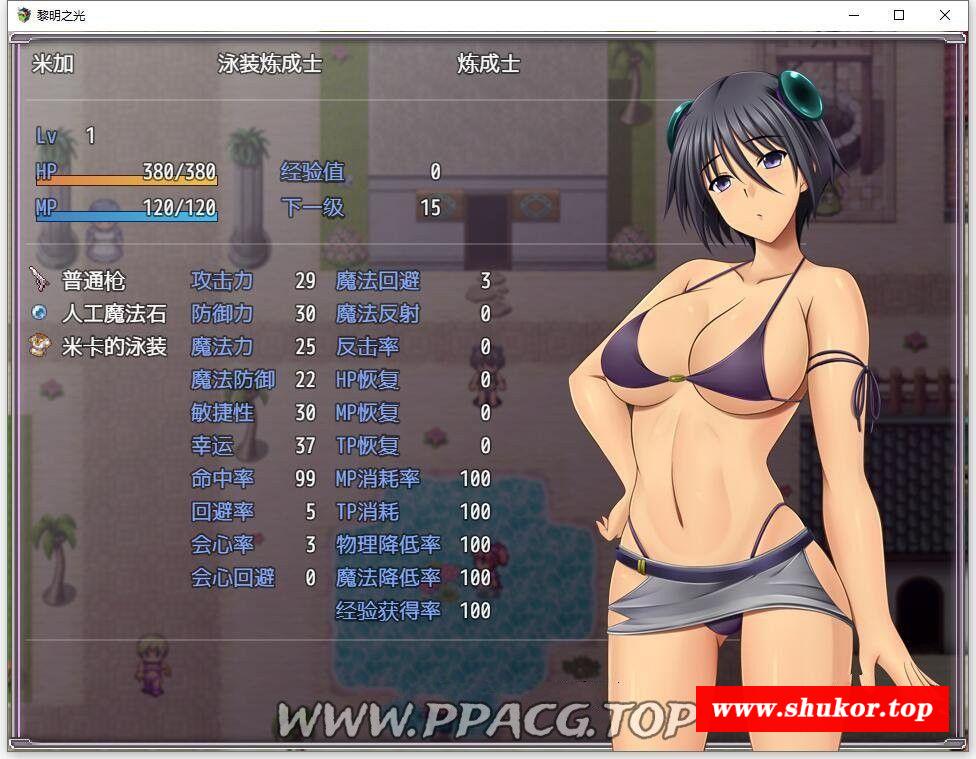 黎明之光
米加 泳装炼成士 炼成士
Lv 1
HP 380/380 经验值 0
MP 120/120 下一级 15
普通枪 攻击力 29 魔法回避 3
人工魔法石 防御力 30 魔法反射 0
米卡的泳装 魔法力 25 反击率 0
魔法防御 22 HP恢复 0
敏捷性 30 MP恢复 0
幸运 37 TP恢复 0
命中率 99 MP消耗率 100
回避率 5 TP消耗 100
会心率 3 物理降低率 100
会心回避 0 魔法降低率 100
经验获得率 100
WWW.PPACG.TOP
www.shukor.top